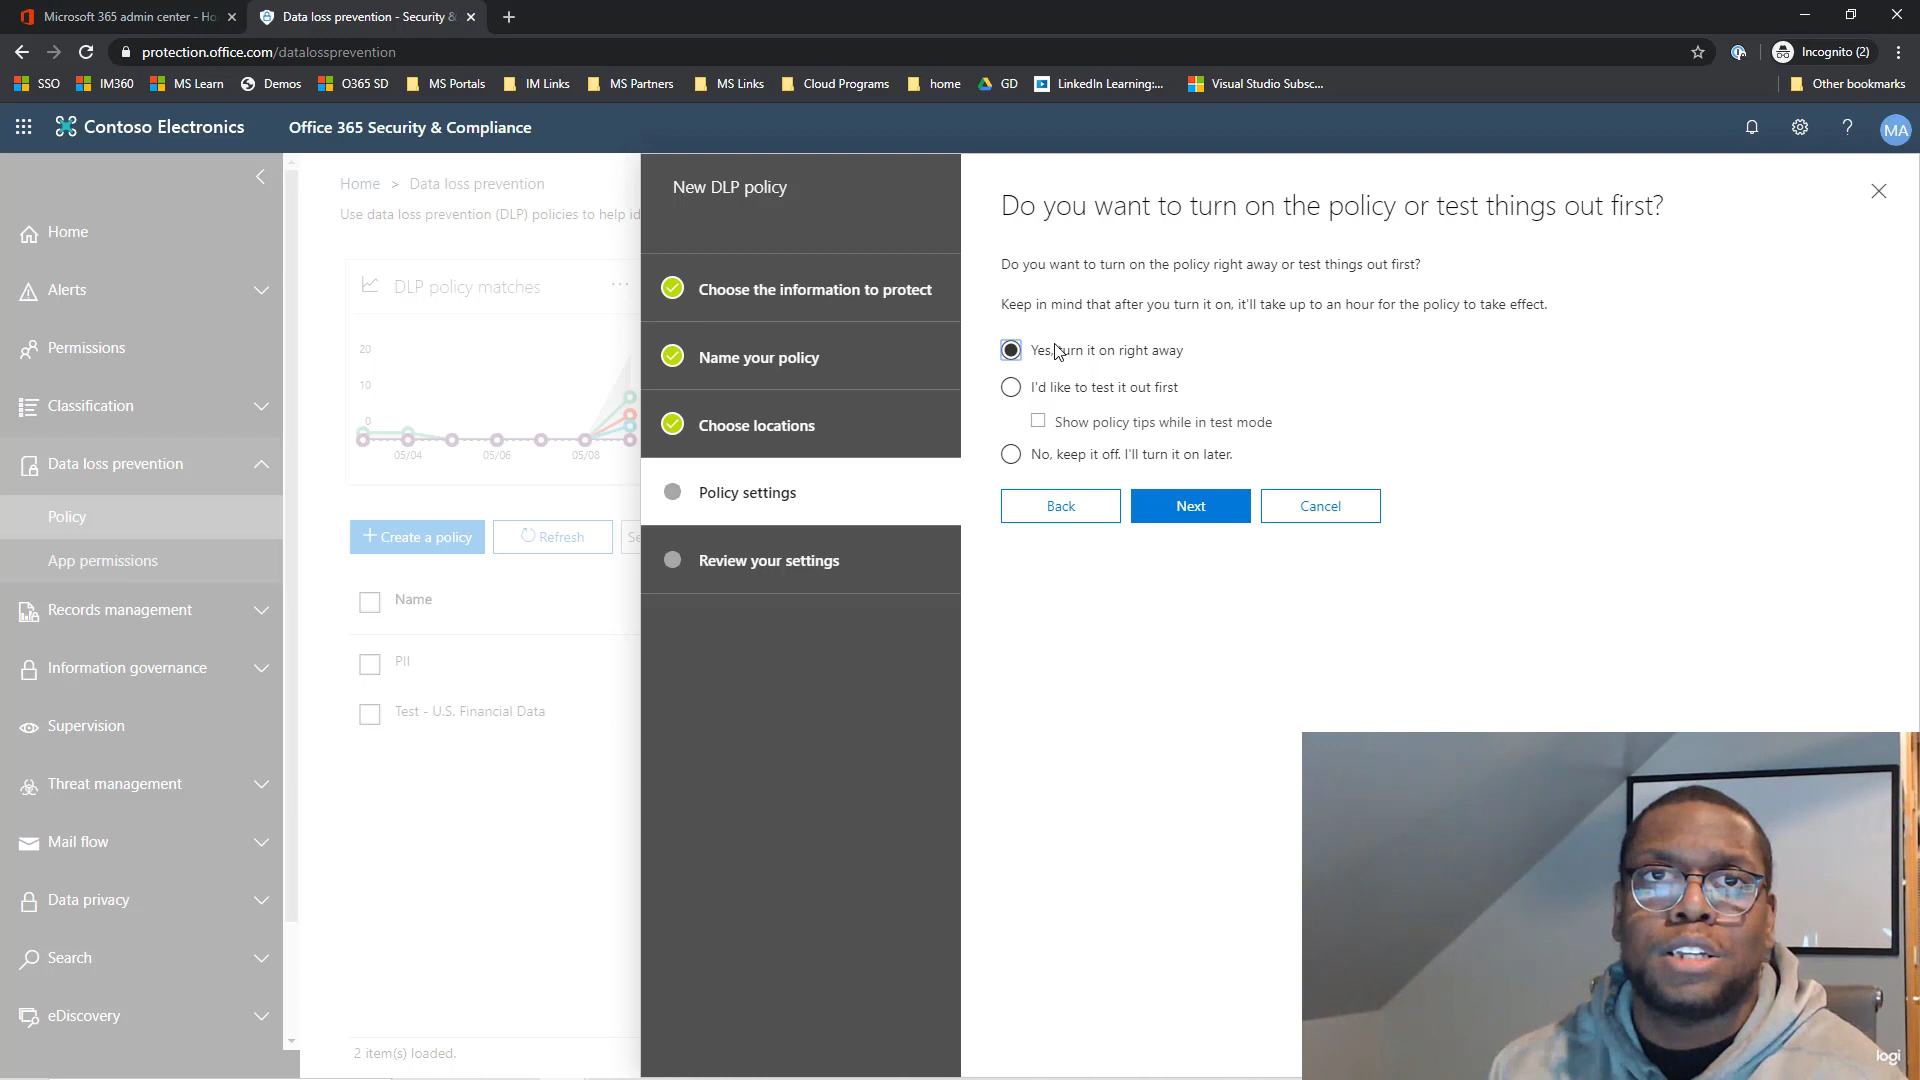 Microsoft 365 admin center - Ho
Data loss prevention - Security &
protection.office.com/datalossprevention
Incognito (2)
SSO
IM360
MS Learn
Demos
O365 SD
MS Portals
IM Links
MS Partners
MS Links
Cloud Programs
home
GD
LinkedIn Learning:...
Visual Studio Subsc...
Other bookmarks
Contoso Electronics
Office 365 Security & Compliance
MA
Home
Alerts
Permissions
Classification
Data loss prevention
Policy
App permissions
Records management
Information governance
Supervision
Threat management
Mail flow
Data privacy
Search
eDiscovery
Home > Data loss prevention
Use data loss prevention (DLP) policies to help id
DLP policy matches
20
10
0
05/04 05/06 05/08
+ Create a policy
Refresh
Se
Name
PII
Test - U.S. Financial Data
2 item(s) loaded.
New DLP policy
Choose the information to protect
Name your policy
Choose locations
Policy settings
Review your settings
Do you want to turn on the policy or test things out first?
Do you want to turn on the policy right away or test things out first?
Keep in mind that after you turn it on, it'll take up to an hour for the policy to take effect.
Yes, turn it on right away
I'd like to test it out first
Show policy tips while in test mode
No, keep it off. I'll turn it on later.
Back
Next
Cancel
logi